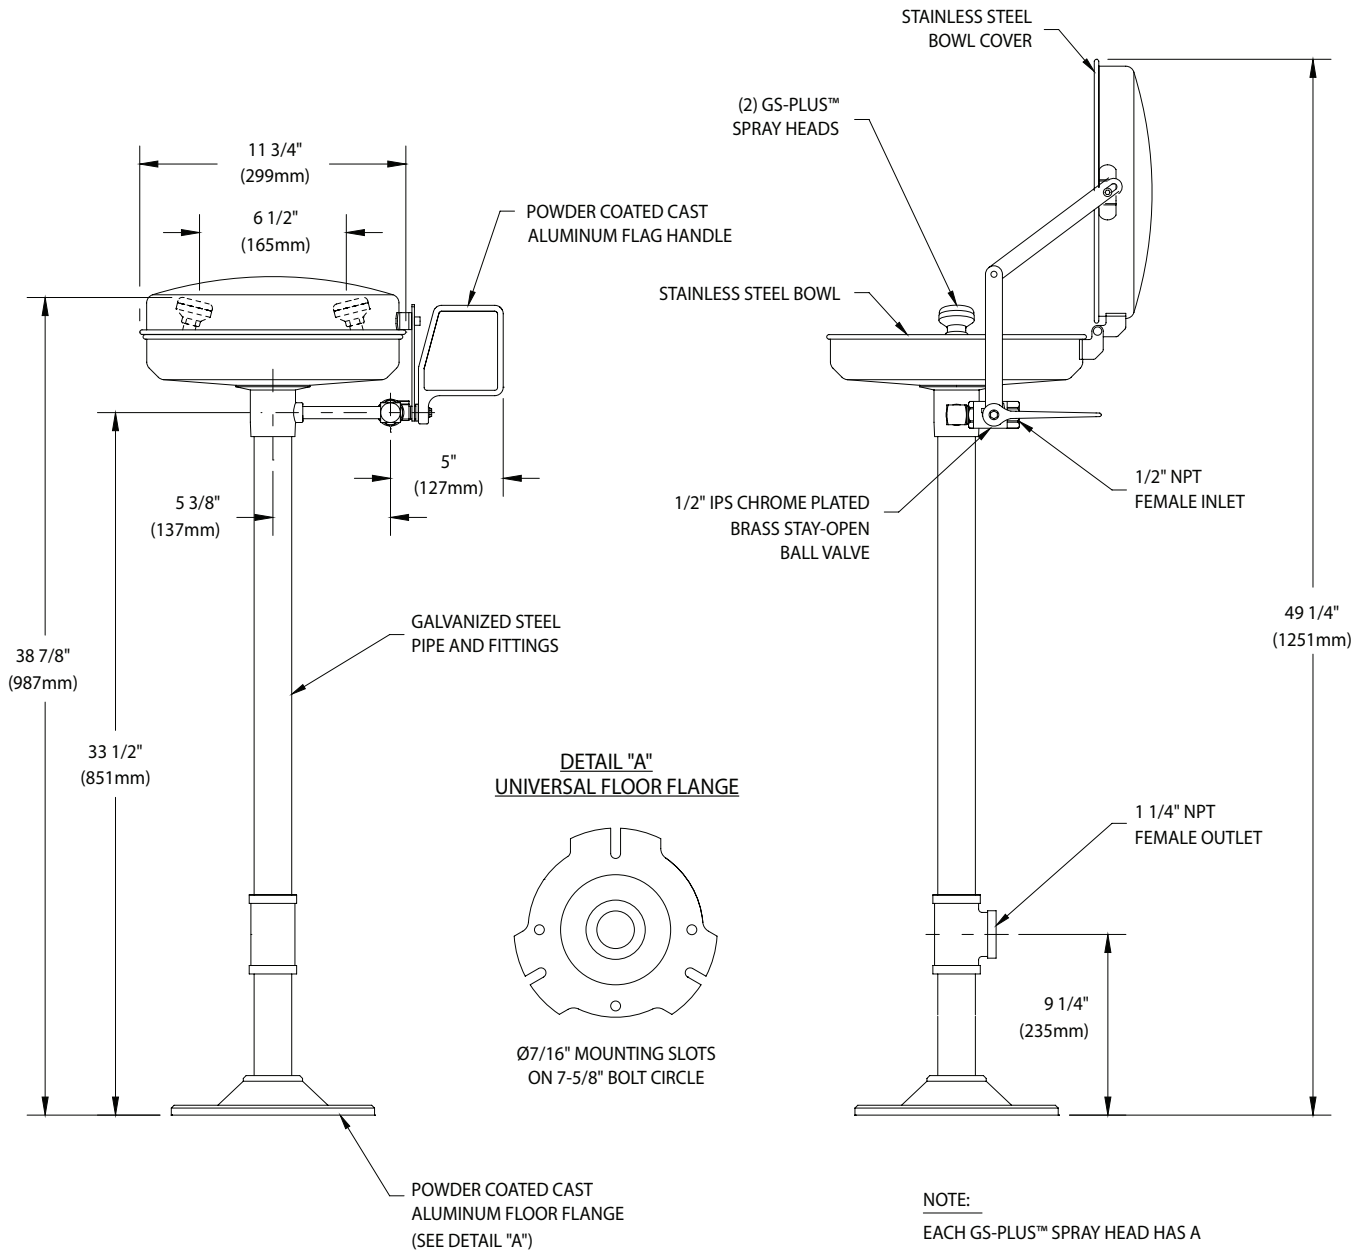 STAINLESS STEEL
BOWL COVER
(2) GS-PLUS™
SPRAY HEADS
11 3/4"
(299mm)
6 1/2"
(165mm)
POWDER COATED CAST
ALUMINUM FLAG HANDLE
STAINLESS STEEL BOWL
5"
(127mm)
5 3/8"
(137mm)
1/2" IPS CHROME PLATED
BRASS STAY-OPEN
BALL VALVE
1/2" NPT
FEMALE INLET
GALVANIZED STEEL
PIPE AND FITTINGS
49 1/4"
(1251mm)
38 7/8"
(987mm)
33 1/2"
(851mm)
DETAIL "A"
UNIVERSAL FLOOR FLANGE
1 1/4" NPT
FEMALE OUTLET
9 1/4"
(235mm)
Ø7/16" MOUNTING SLOTS
ON 7-5/8" BOLT CIRCLE
POWDER COATED CAST
ALUMINUM FLOOR FLANGE
(SEE DETAIL "A")
NOTE:
EACH GS-PLUS™ SPRAY HEAD HAS A